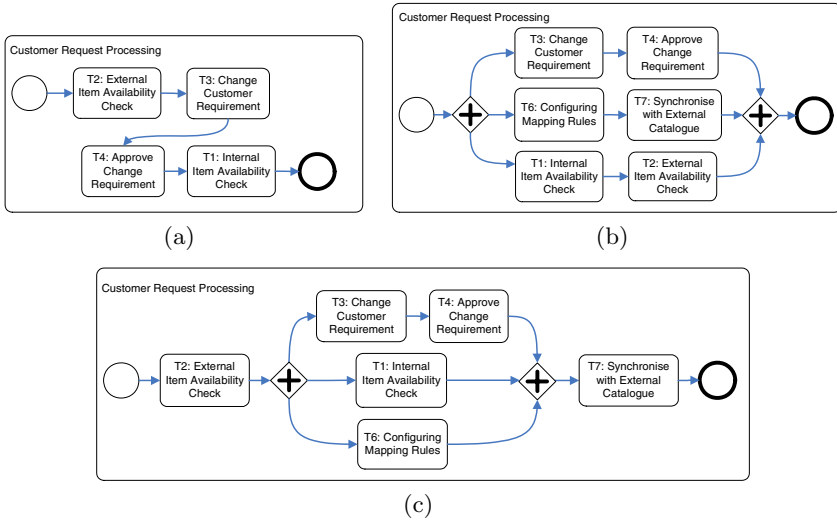 Customer Request Processing
T2: External
Item Availability
Check
T3: Change
Customer
Requirement
T4: Approve
Change
Requirement
T1: Internal
Item Availability
Check
(a)
Customer Request Processing
T3: Change
Customer
Requirement
T4: Approve
Change
Requirement
T6: Configuring
Mapping Rules
T7: Synchronise
with External
Catalogue
T1: Internal
Item Availability
Check
T2: External
Item Availability
Check
(b)
Customer Request Processing
T2: External
Item Availability
Check
T3: Change
Customer
Requirement
T4: Approve
Change
Requirement
T1: Internal
Item Availability
Check
T6: Configuring
Mapping Rules
T7: Synchronise
with External
Catalogue
(c)